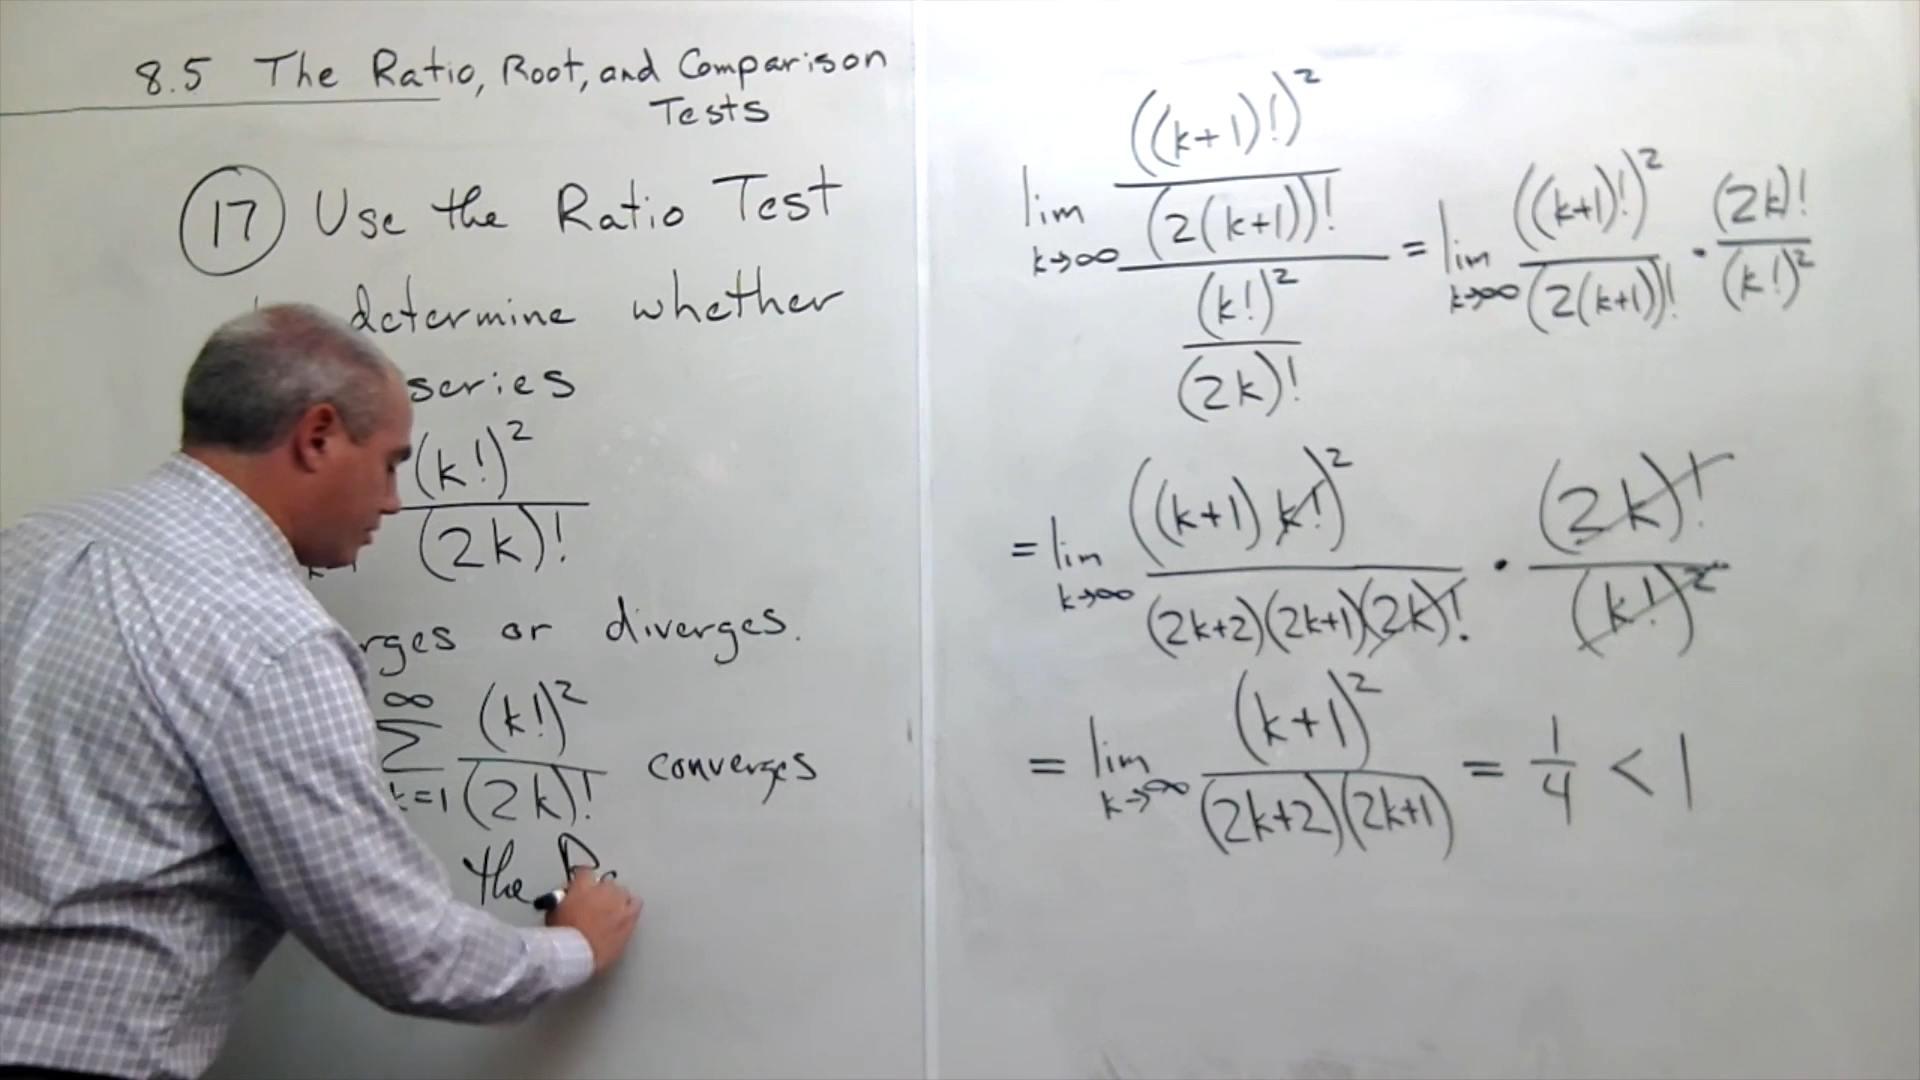 8.5 The Ratio, Root, and Comparison
Tests
17 Use the Ratio Test
determine whether
series
(k!)^2
(2k)!
rges or diverges.
∞
∑ (k!)^2 / (2k)! converges
k=1
the
lim k→∞ (((k+1)!)^2 / (2(k+1))!) / ((k!)^2 / (2k)!) = lim k→∞ ((k+1)!)^2 / (2(k+1))! · (2k)! / (k!)^2
= lim k→∞ ((k+1) k!)^2 / (2k+2)(2k+1)(2k)! · (2k)! / (k!)^2
= lim k→∞ (k+1)^2 / (2k+2)(2k+1) = 1/4 < 1